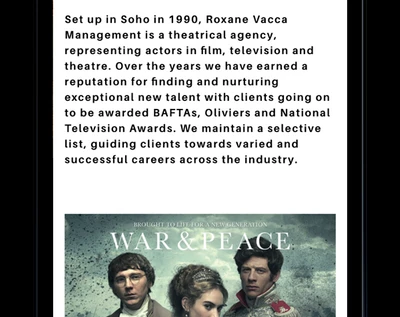 Set up in Soho in 1990, Roxane Vacca
Management is a theatrical agency,
representing actors in film, television and
theatre. Over the years we have earned a
reputation for finding and nurturing
exceptional new talent with clients going on
to be awarded BAFTAs, Oliviers and National
Television Awards. We maintain a selective
list, guiding clients towards varied and
successful careers across the industry.
BROUGHT TO LIFE FOR A NEW GENERATION
WAR & PEACE